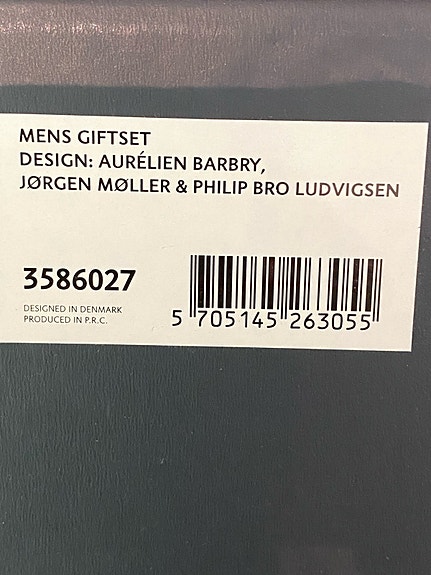 MENS GIFTSET
DESIGN: AURÉLIEN BARBRY,
JØRGEN MØLLER & PHILIP BRO LUDVIGSEN
3586027
DESIGNED IN DENMARK
PRODUCED IN P.R.C.
5 705145 263055